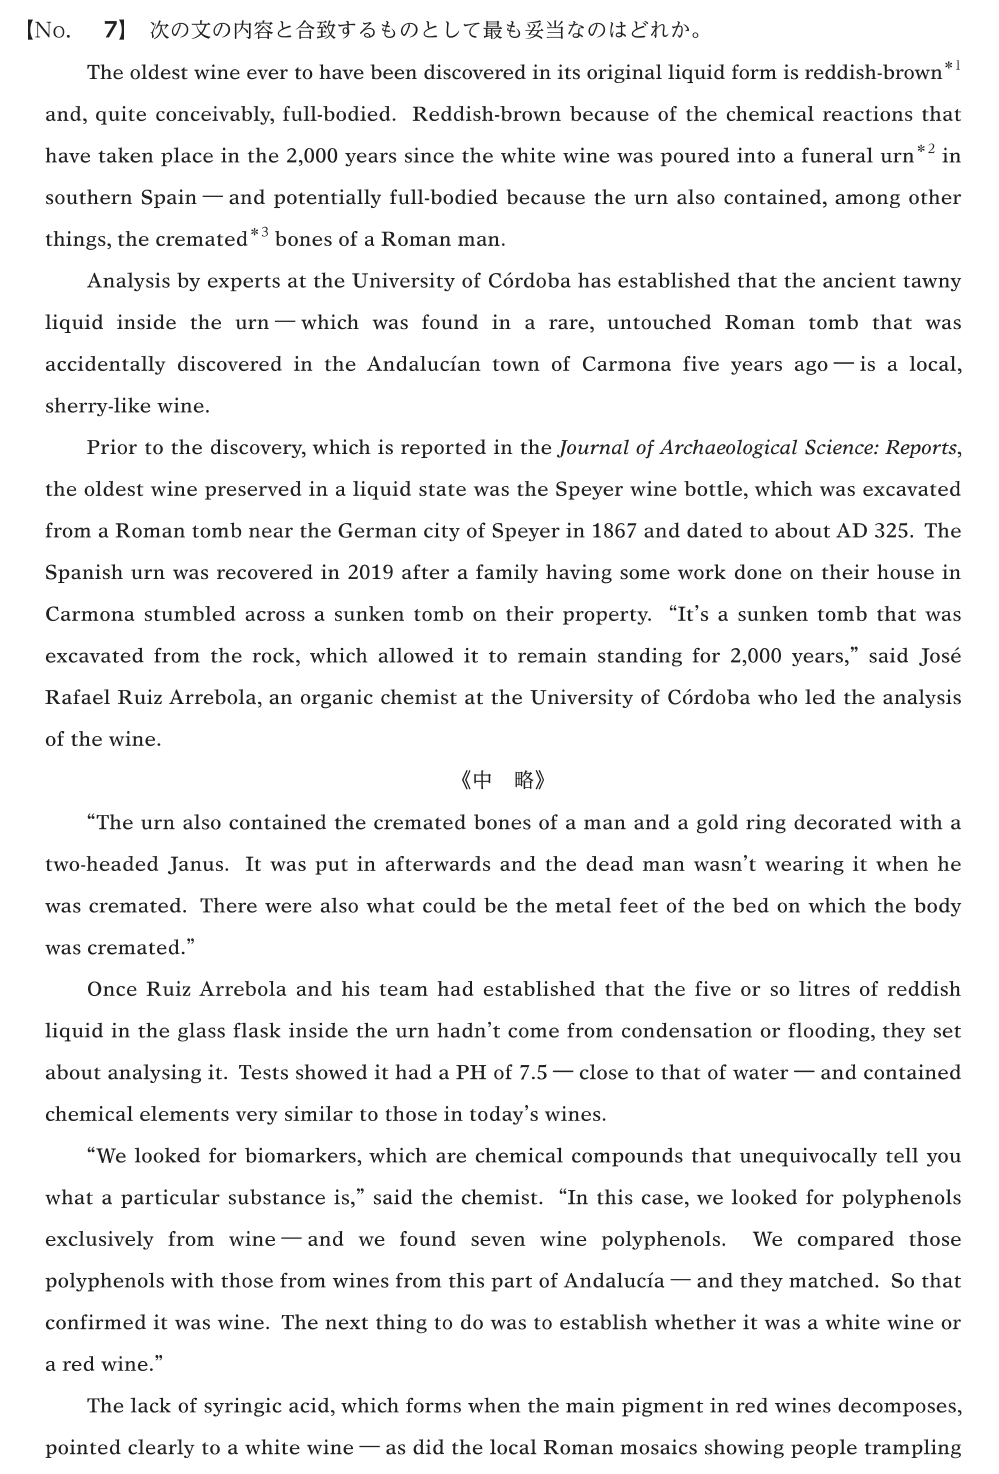 【No. 7】 次の文の内容と合致するものとして最も妥当なのはどれか。
The oldest wine ever to have been discovered in its original liquid form is reddish-brown*1
and, quite conceivably, full-bodied. Reddish-brown because of the chemical reactions that
have taken place in the 2,000 years since the white wine was poured into a funeral urn*2 in
southern Spain — and potentially full-bodied because the urn also contained, among other
things, the cremated*3 bones of a Roman man.
Analysis by experts at the University of Córdoba has established that the ancient tawny
liquid inside the urn — which was found in a rare, untouched Roman tomb that was
accidentally discovered in the Andalucían town of Carmona five years ago — is a local,
sherry-like wine.
Prior to the discovery, which is reported in the Journal of Archaeological Science: Reports,
the oldest wine preserved in a liquid state was the Speyer wine bottle, which was excavated
from a Roman tomb near the German city of Speyer in 1867 and dated to about AD 325. The
Spanish urn was recovered in 2019 after a family having some work done on their house in
Carmona stumbled across a sunken tomb on their property. “It’s a sunken tomb that was
excavated from the rock, which allowed it to remain standing for 2,000 years,” said José
Rafael Ruiz Arrebola, an organic chemist at the University of Córdoba who led the analysis
of the wine.
《中　略》
“The urn also contained the cremated bones of a man and a gold ring decorated with a
two-headed Janus. It was put in afterwards and the dead man wasn’t wearing it when he
was cremated. There were also what could be the metal feet of the bed on which the body
was cremated.”
Once Ruiz Arrebola and his team had established that the five or so litres of reddish
liquid in the glass flask inside the urn hadn’t come from condensation or flooding, they set
about analysing it. Tests showed it had a PH of 7.5 — close to that of water — and contained
chemical elements very similar to those in today’s wines.
“We looked for biomarkers, which are chemical compounds that unequivocally tell you
what a particular substance is,” said the chemist. “In this case, we looked for polyphenols
exclusively from wine — and we found seven wine polyphenols. We compared those
polyphenols with those from wines from this part of Andalucía — and they matched. So that
confirmed it was wine. The next thing to do was to establish whether it was a white wine or
a red wine.”
The lack of syringic acid, which forms when the main pigment in red wines decomposes,
pointed clearly to a white wine — as did the local Roman mosaics showing people trampling